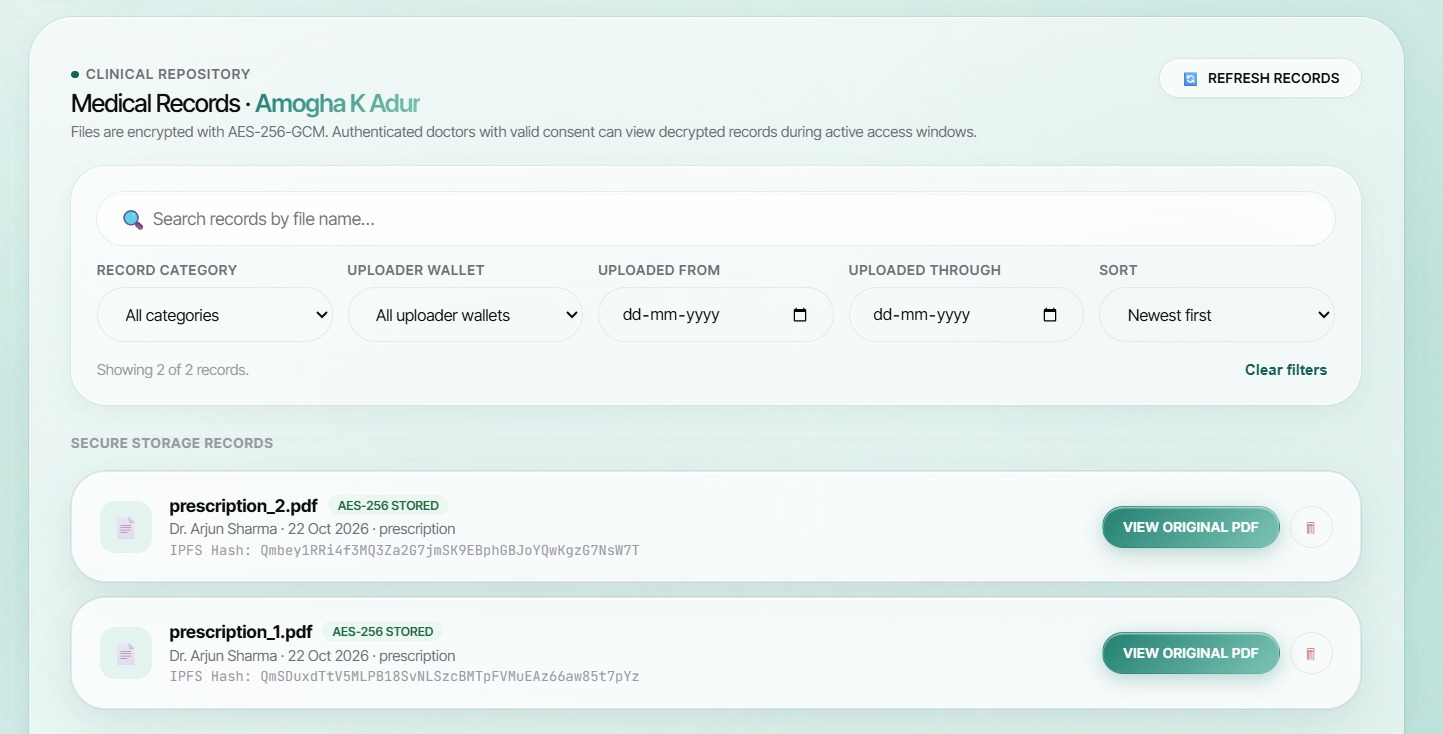 CLINICAL REPOSITORY
Medical Records · Amogha K Adur
Files are encrypted with AES-256-GCM. Authenticated doctors with valid consent can view decrypted records during active access windows.
REFRESH RECORDS
Search records by file name...
RECORD CATEGORY
UPLOADER WALLET
UPLOADED FROM
UPLOADED THROUGH
SORT
All categories
All uploader wallets
dd-mm-yyyy
dd-mm-yyyy
Newest first
Showing 2 of 2 records.
Clear filters
SECURE STORAGE RECORDS
prescription_2.pdf AES-256 STORED
Dr. Arjun Sharma · 22 Oct 2026 · prescription
IPFS Hash: Qmbey1RRi4f3MQ3Za2G7jmSK9EBphGBJoYQwKgzG7NsW7T
VIEW ORIGINAL PDF
prescription_1.pdf AES-256 STORED
Dr. Arjun Sharma · 22 Oct 2026 · prescription
IPFS Hash: QmSDuxdTtV5MLPB18SvNLSzcBMTpFVMuEAz66aw85t7pYz
VIEW ORIGINAL PDF